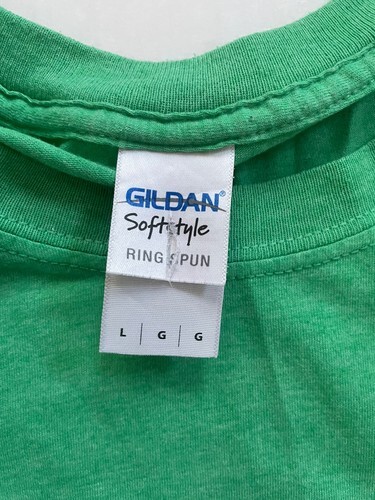 GILDAN®
Softstyle
RING SPUN
L | G | G